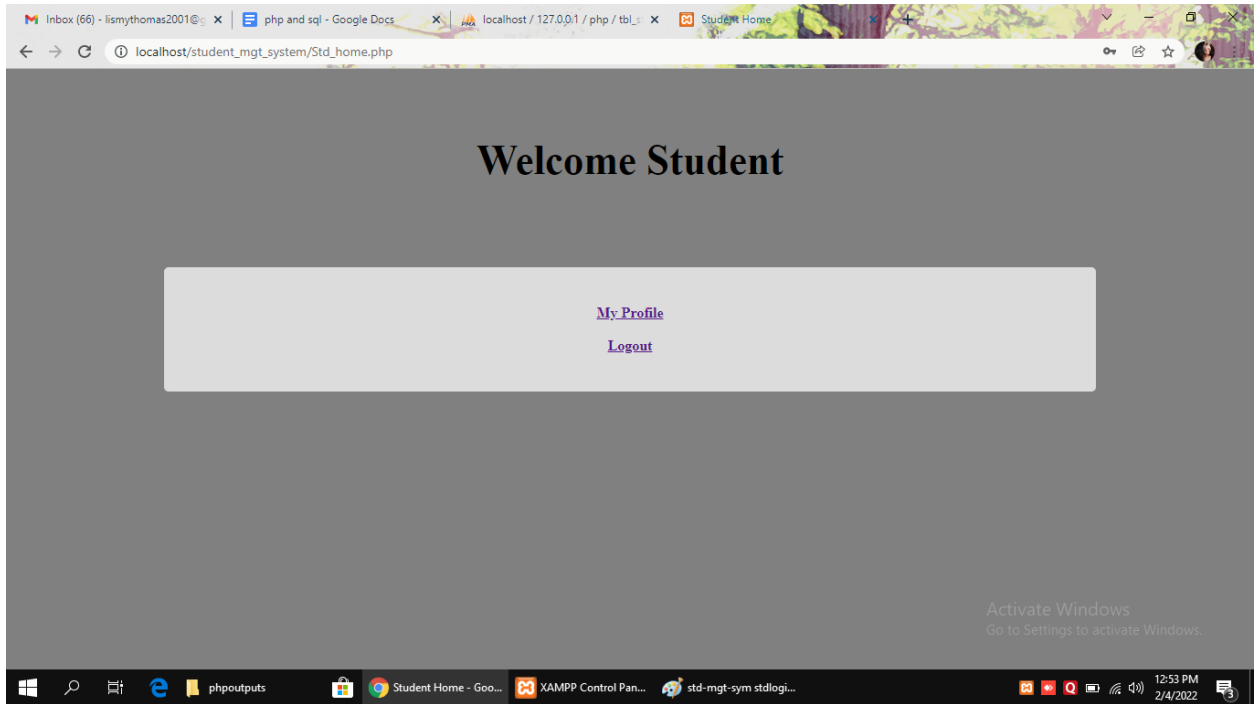 Inbox (66) - lismythomas2001@g
php and sql - Google Docs
localhost / 127.0.0.1 / php / tbl_s
Student Home
localhost/student_mgt_system/Std_home.php
Welcome Student
My Profile
Logout
Activate Windows
Go to Settings to activate Windows.
phpoutputs
Student Home - Goo...
XAMPP Control Pan...
std-mgt-sym stdlogi...
12:53 PM
2/4/2022
3